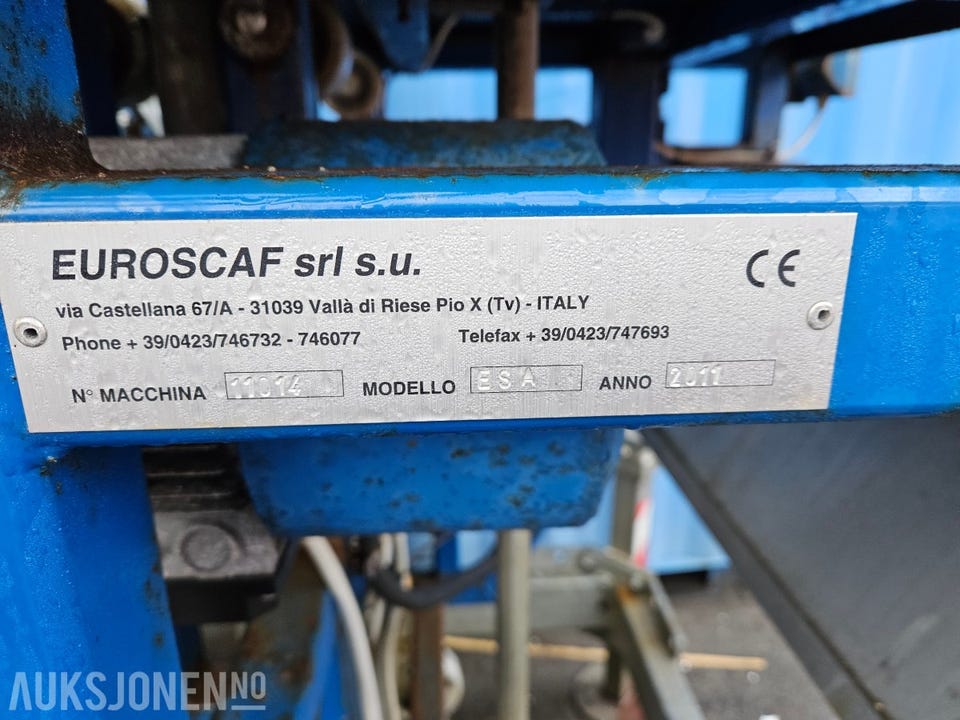 EUROSCAF srl s.u.
CE
via Castellana 67/A - 31039 Vallà di Riese Pio X (Tv) - ITALY
Phone + 39/0423/746732 - 746077 Telefax + 39/0423/747693
N° MACCHINA 11014 MODELLO ESA ANNO 2011
AUKSJONEN NO